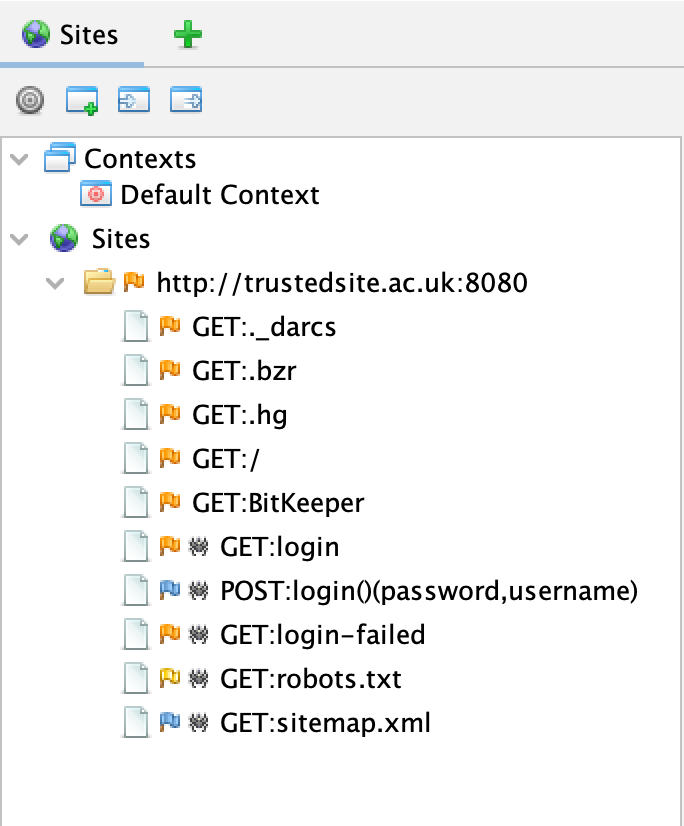 Sites
Contexts
Default Context
Sites
http://trustedsite.ac.uk:8080
GET:._darcs
GET:.bzr
GET:.hg
GET:/
GET:BitKeeper
GET:login
POST:login()(password,username)
GET:login-failed
GET:robots.txt
GET:sitemap.xml